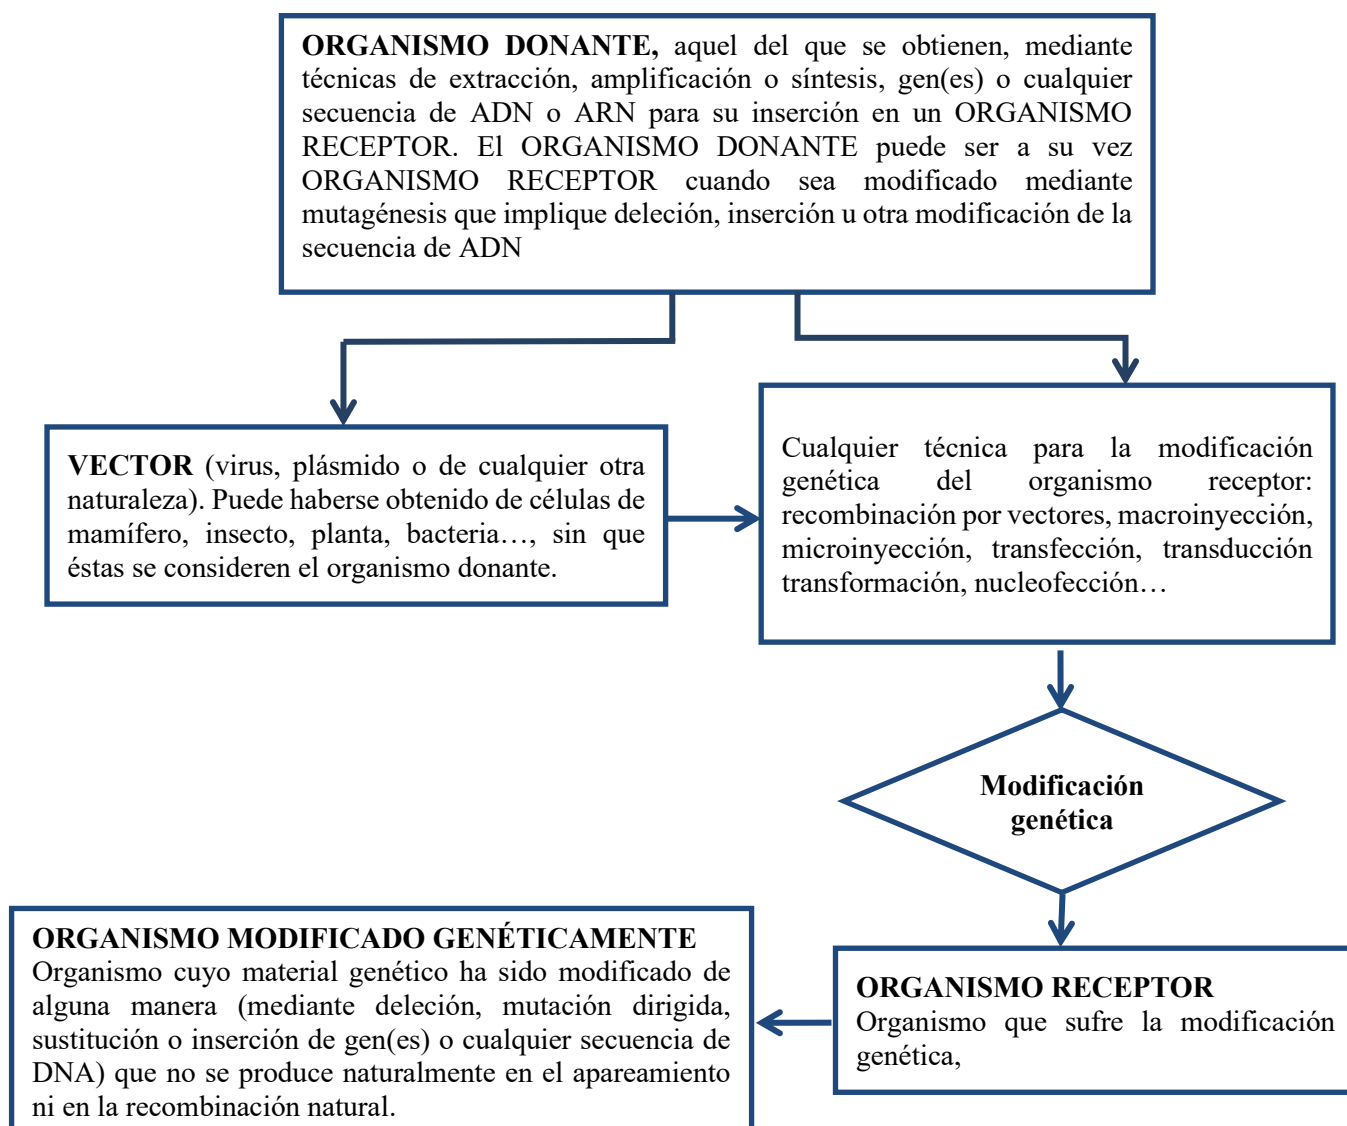 ORGANISMO DONANTE, aquel del que se obtienen, mediante
técnicas de extracción, amplificación o síntesis, gen(es) o cualquier
secuencia de ADN o ARN para su inserción en un ORGANISMO
RECEPTOR. El ORGANISMO DONANTE puede ser a su vez
ORGANISMO RECEPTOR cuando sea modificado mediante
mutagénesis que implique deleción, inserción u otra modificación de la
secuencia de ADN
VECTOR (virus, plásmido o de cualquier otra
naturaleza). Puede haberse obtenido de células de
mamífero, insecto, planta, bacteria…, sin que
éstas se consideren el organismo donante.
Cualquier técnica para la modificación
genética del organismo receptor:
recombinación por vectores, macroinyección,
microinyección, transfección, transducción
transformación, nucleofección…
Modificación
genética
ORGANISMO RECEPTOR
Organismo que sufre la modificación
genética,
ORGANISMO MODIFICADO GENÉTICAMENTE
Organismo cuyo material genético ha sido modificado de
alguna manera (mediante deleción, mutación dirigida,
sustitución o inserción de gen(es) o cualquier secuencia de
DNA) que no se produce naturalmente en el apareamiento
ni en la recombinación natural.